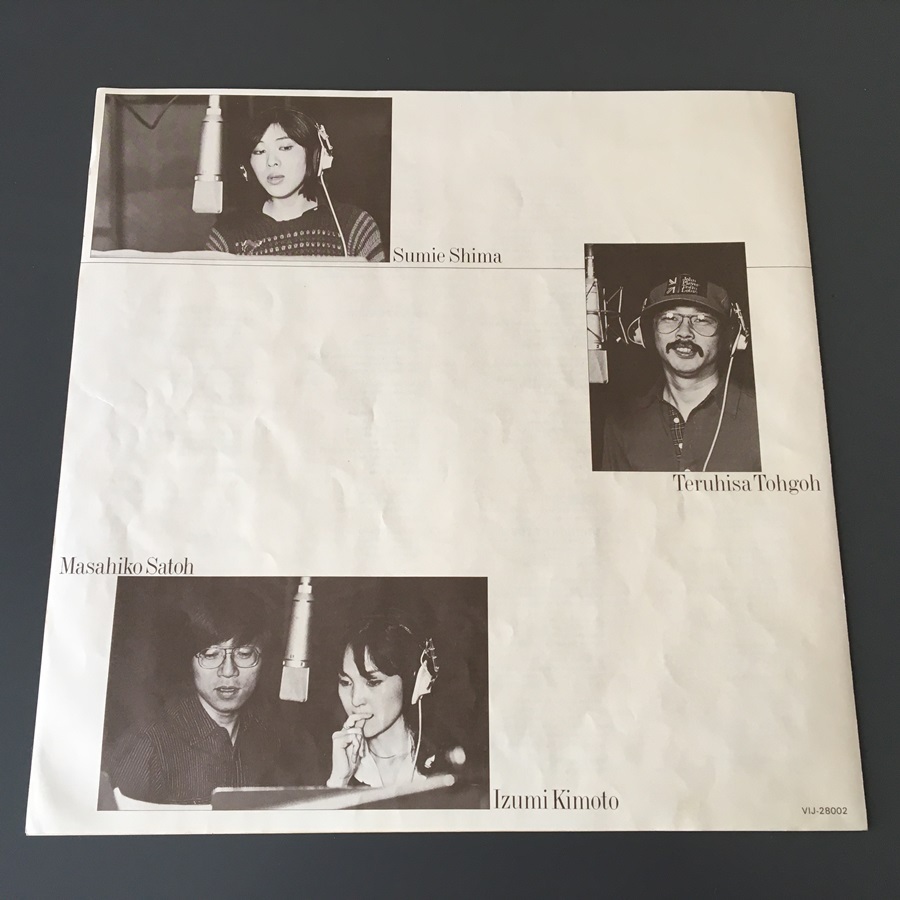 Sumie Shima
Teruhisa Tohgoh
Masahiko Satoh
Izumi Kimoto
VIJ-28002